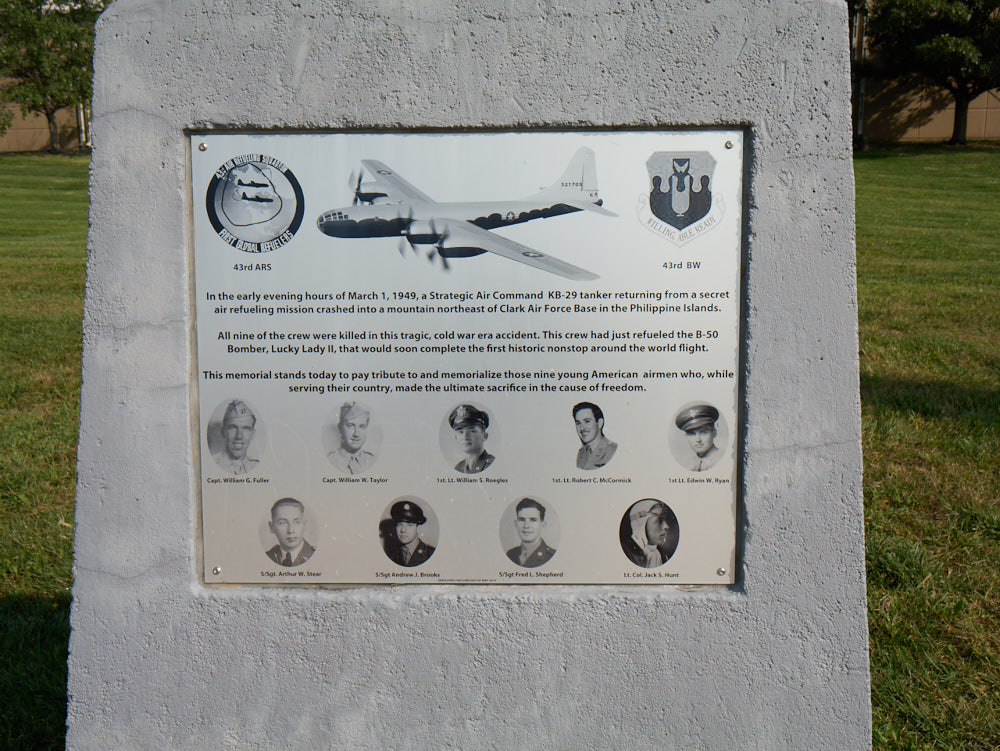 43rd AIR REFUELING SQUADRON
FIRST GLOBAL REFUELERS
521705
WILLING ABLE READY
43rd ARS
43rd BW
In the early evening hours of March 1, 1949, a Strategic Air Command KB-29 tanker returning from a secret
air refueling mission crashed into a mountain northeast of Clark Air Force Base in the Philippine Islands.
All nine of the crew were killed in this tragic, cold war era accident. This crew had just refueled the B-50
Bomber, Lucky Lady II, that would soon complete the first historic nonstop around the world flight.
This memorial stands today to pay tribute to and memorialize those nine young American airmen who, while
serving their country, made the ultimate sacrifice in the cause of freedom.
Capt. William G. Fuller
Capt. William W. Taylor
1st. Lt. William S. Roegles
1st. Lt. Robert C. McCormick
1st Lt. Edwin W. Ryan
S/Sgt. Arthur W. Stear
S/Sgt Andrew J. Brooks
S/Sgt Fred L. Shepherd
Lt. Col. Jack S. Hunt